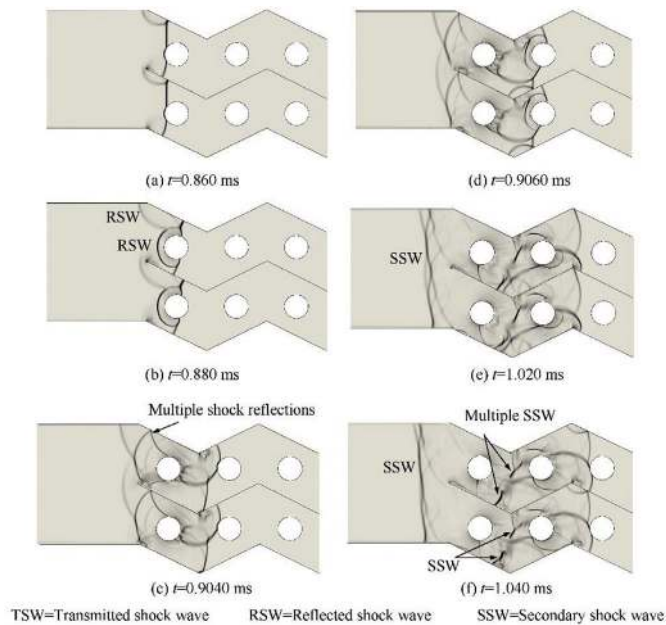 (a) t=0.860 ms
RSW
RSW
(b) t=0.880 ms
Multiple shock reflections
(c) t=0.9040 ms
(d) t=0.9060 ms
SSW
(e) t=1.020 ms
Multiple SSW
SSW
SSW
(f) t=1.040 ms
TSW=Transmitted shock wave RSW=Reflected shock wave SSW=Secondary shock wave